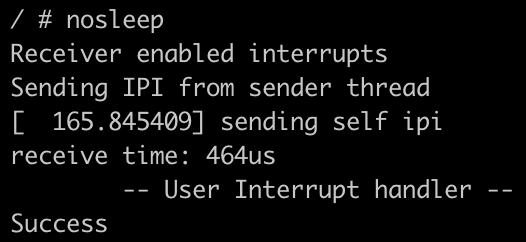 / # nosleep
Receiver enabled interrupts
Sending IPI from sender thread
[  165.845409] sending self ipi
receive time: 464us
        -- User Interrupt handler --
Success